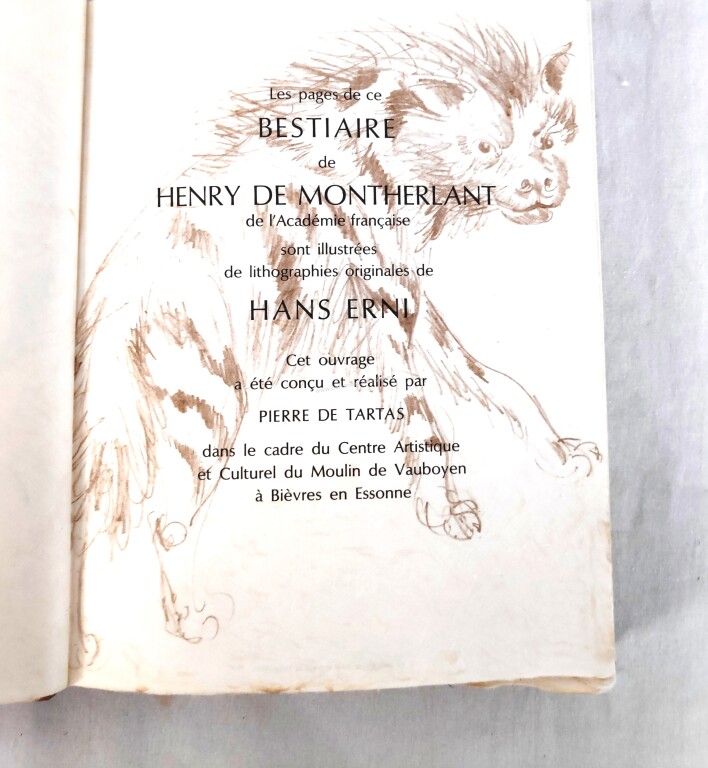 Les pages de ce
BESTIAIRE
de
HENRY DE MONTHERLANT
de l'Académie française
sont illustrées
de lithographies originales de
HANS ERNI
Cet ouvrage
a été conçu et réalisé par
PIERRE DE TARTAS
dans le cadre du Centre Artistique
et Culturel du Moulin de Vauboyen
à Bièvres en Essonne